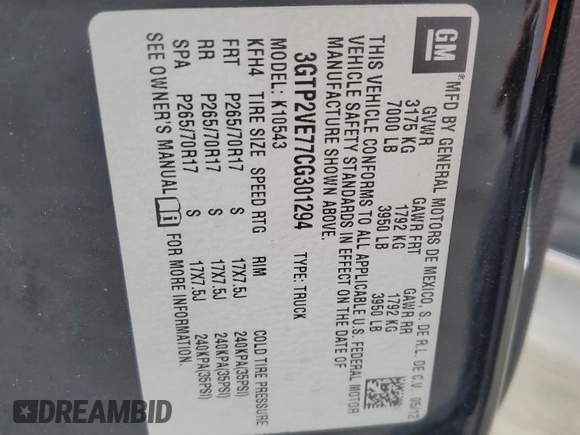 GM
®
MFD BY GENERAL MOTORS DE MEXICO, S. DE R.L. DE C.V. 05/12
GVWR GAWR FRT GAWR RR
3175 KG 1792 KG 1792 KG
7000 LB 3950 LB 3950 LB
THIS VEHICLE CONFORMS TO ALL APPLICABLE U.S. FEDERAL MOTOR
VEHICLE SAFETY STANDARDS IN EFFECT ON THE DATE OF
MANUFACTURE SHOWN ABOVE.
3GTP2VE77CG301294 TYPE: TRUCK
MODEL: K10543
KFH4 TIRE SIZE SPEED RTG RIM COLD TIRE PRESSURE
FRT P265/70R17 S 17X7.5J 240KPA(35PSI)
RR P265/70R17 S 17X7.5J 240KPA(35PSI)
SPA P265/70R17 S 17X7.5J 240KPA(35PSI)
SEE OWNER'S MANUAL FOR MORE INFORMATION.
DREAMBID